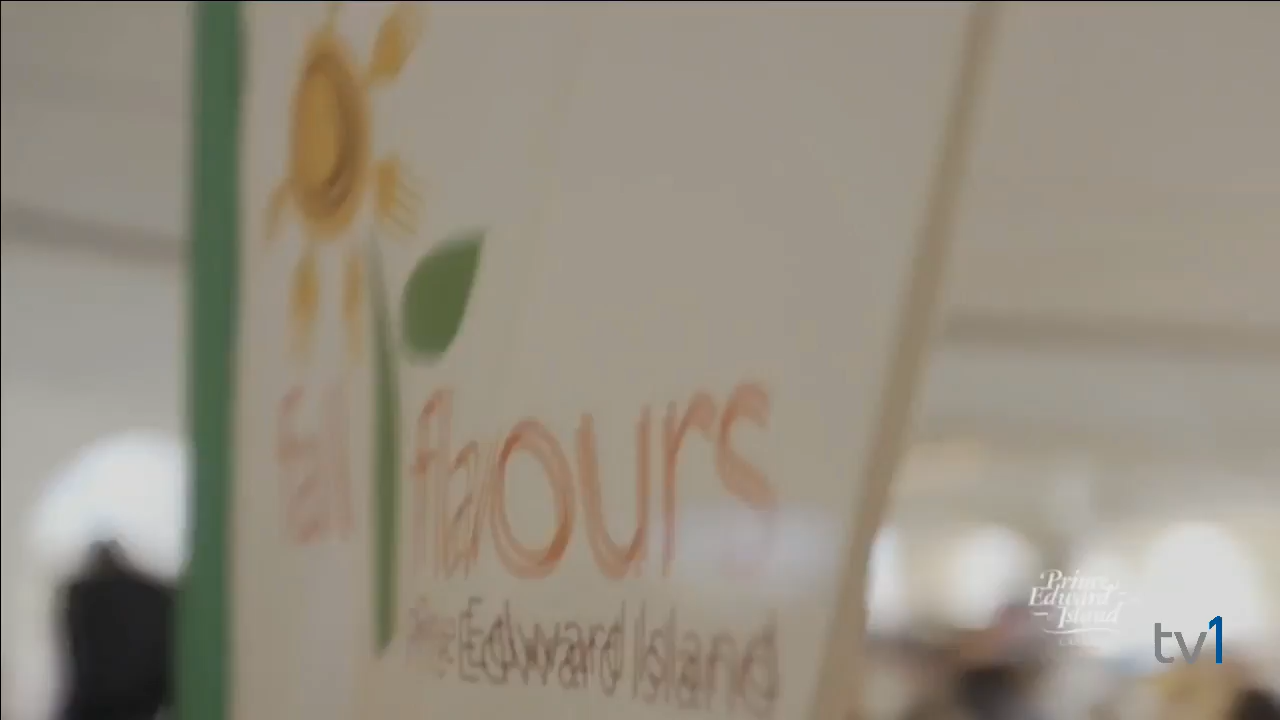 fall flavours
Prince Edward Island
Prince
Edward
Island
tv1